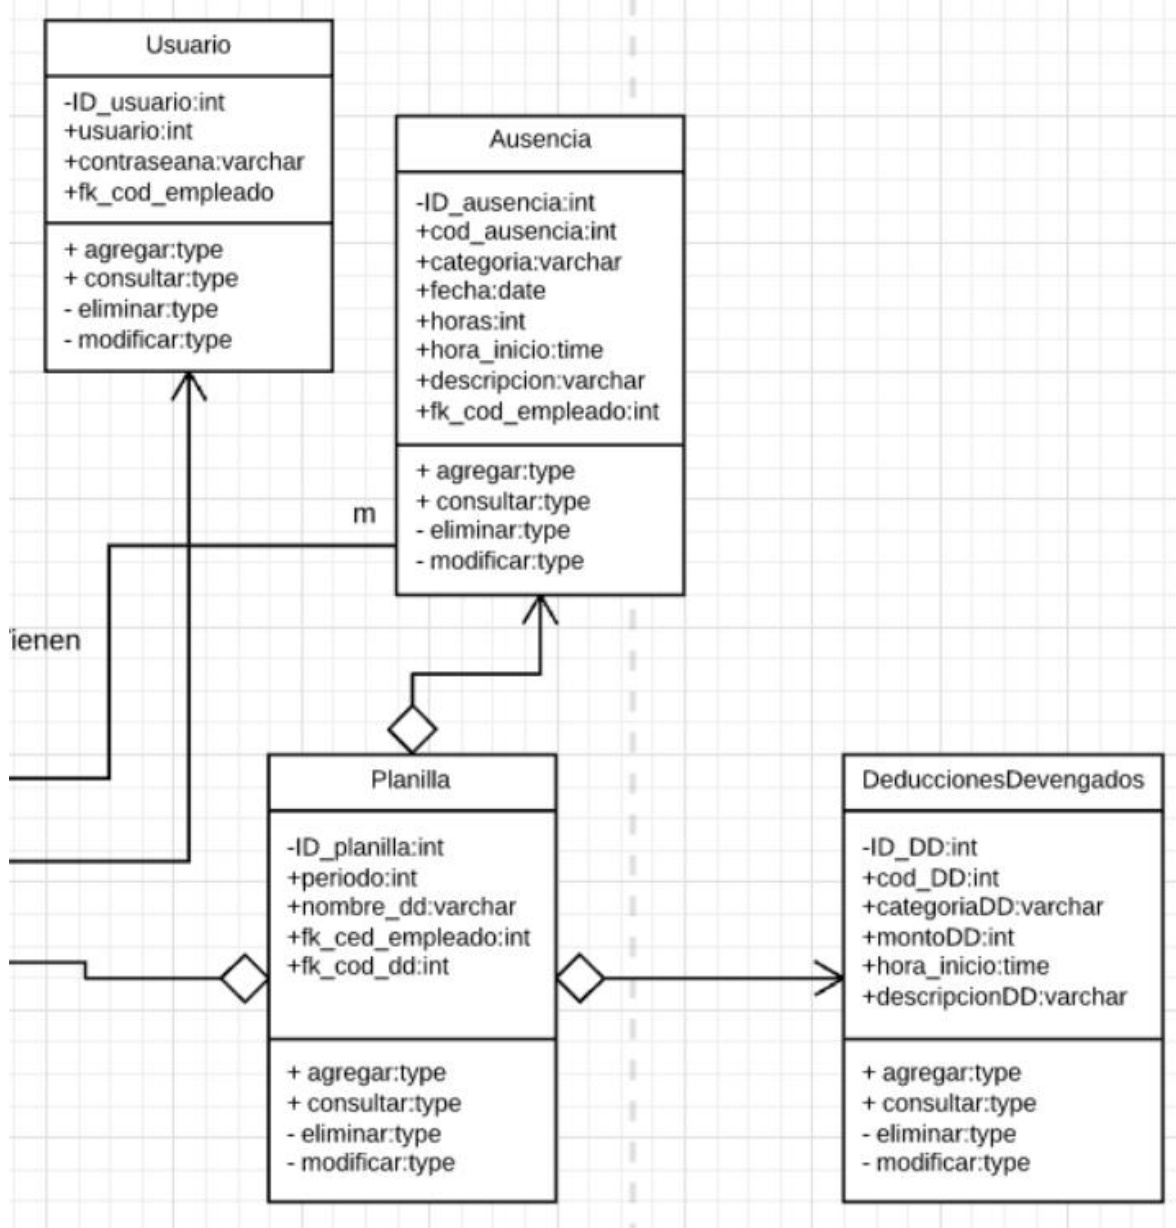 Usuario
-ID_usuario:int
+usuario:int
+contraseana:varchar
+fk_cod_empleado
+ agregar:type
+ consultar:type
- eliminar:type
- modificar:type
Ausencia
-ID_ausencia:int
+cod_ausencia:int
+categoria:varchar
+fecha:date
+horas:int
+hora_inicio:time
+descripcion:varchar
+fk_cod_empleado:int
+ agregar:type
+ consultar:type
- eliminar:type
- modificar:type
m
ienen
Planilla
-ID_planilla:int
+periodo:int
+nombre_dd:varchar
+fk_ced_empleado:int
+fk_cod_dd:int
+ agregar:type
+ consultar:type
- eliminar:type
- modificar:type
DeduccionesDevengados
-ID_DD:int
+cod_DD:int
+categoriaDD:varchar
+montoDD:int
+hora_inicio:time
+descripcionDD:varchar
+ agregar:type
+ consultar:type
- eliminar:type
- modificar:type